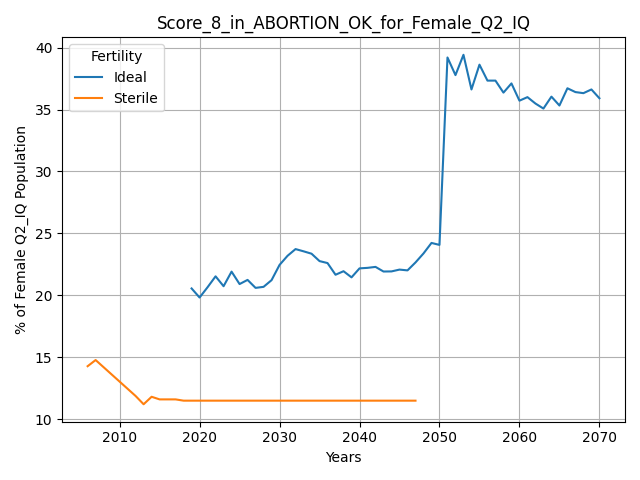 Score_8_in_ABORTION_OK_for_Female_Q2_IQ
Fertility
Ideal
Sterile
% of Female Q2_IQ Population
40
35
30
25
20
15
10
2010 2020 2030 2040 2050 2060 2070
Years